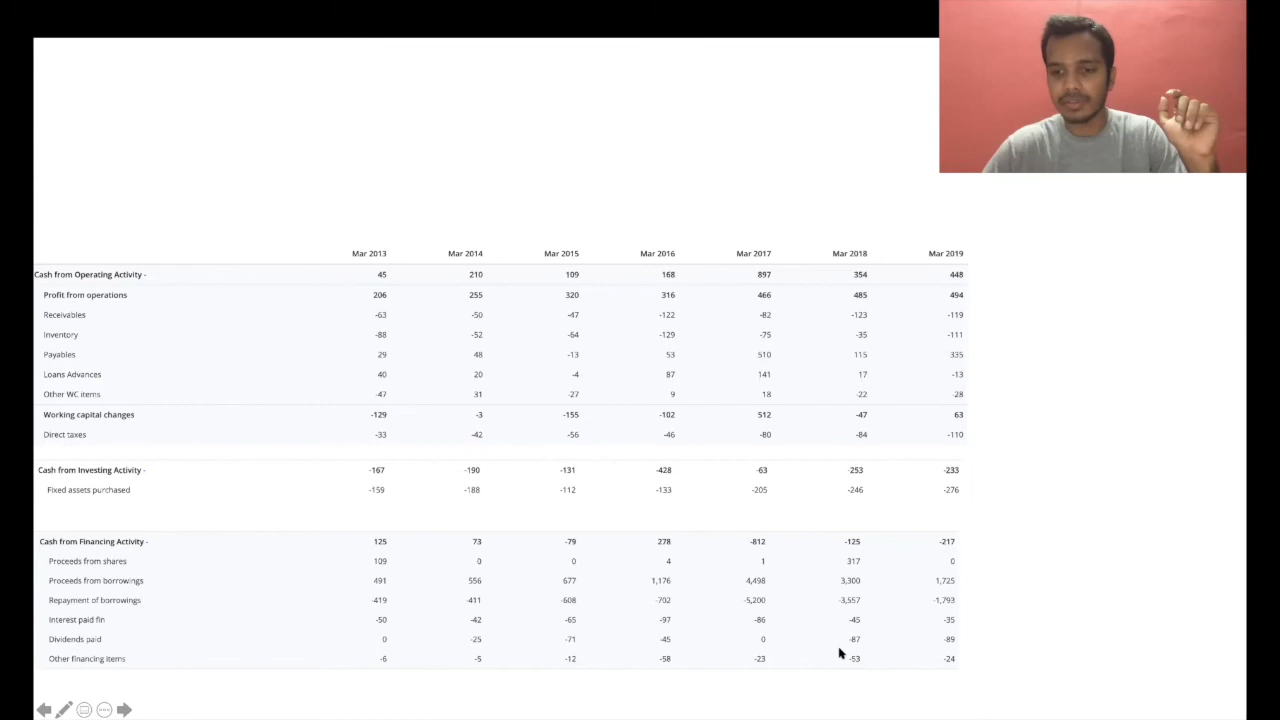 Mar 2013 Mar 2014 Mar 2015 Mar 2016 Mar 2017 Mar 2018 Mar 2019
Cash from Operating Activity - 45 210 109 168 897 354 448
Profit from operations 206 255 320 316 466 485 494
Receivables -63 -50 -47 -122 -82 -123 -119
Inventory -88 -52 -64 -129 -75 -35 -111
Payables 29 48 -13 53 510 115 335
Loans Advances 40 20 -4 87 141 17 -13
Other WC items -47 31 -27 9 18 -22 -28
Working capital changes -129 -3 -155 -102 512 -47 63
Direct taxes -33 -42 -56 -46 -80 -84 -110
Cash from Investing Activity - -167 -190 -131 -428 -63 -253 -233
Fixed assets purchased -159 -188 -112 -133 -205 -246 -276
Cash from Financing Activity - 125 73 -79 278 -812 -125 -217
Proceeds from shares 109 0 0 4 1 317 0
Proceeds from borrowings 491 556 677 1,176 4,498 3,300 1,725
Repayment of borrowings -419 -411 -608 -702 -5,200 -3,557 -1,793
Interest paid fin -50 -42 -65 -97 -86 -45 -35
Dividends paid 0 -25 -71 -45 0 -87 -89
Other financing items -6 -5 -12 -58 -23 -53 -24